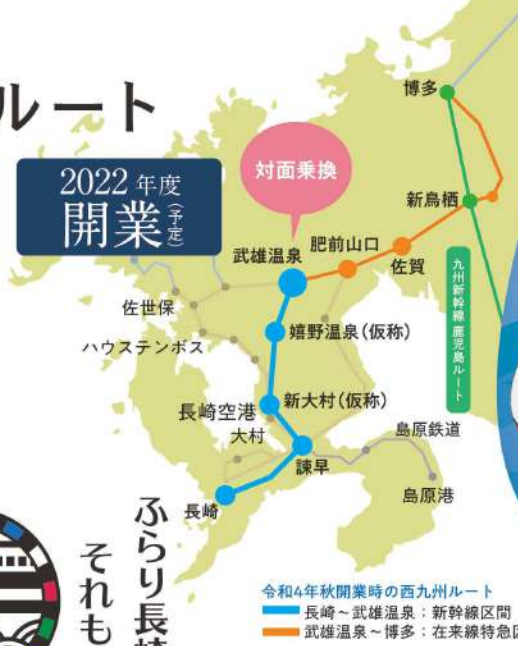 ルート
2022年度
開業(予定)
対面乗換
博多
新鳥栖
武雄温泉
肥前山口
佐賀
九州新幹線 鹿児島ルート
佐世保
ハウステンボス
嬉野温泉(仮称)
長崎空港
新大村(仮称)
大村
諫早
島原鉄道
島原港
長崎
ふらり長崎
それも
令和4年秋開業時の西九州ルート
長崎~武雄温泉:新幹線区間
武雄温泉~博多:在来線特急